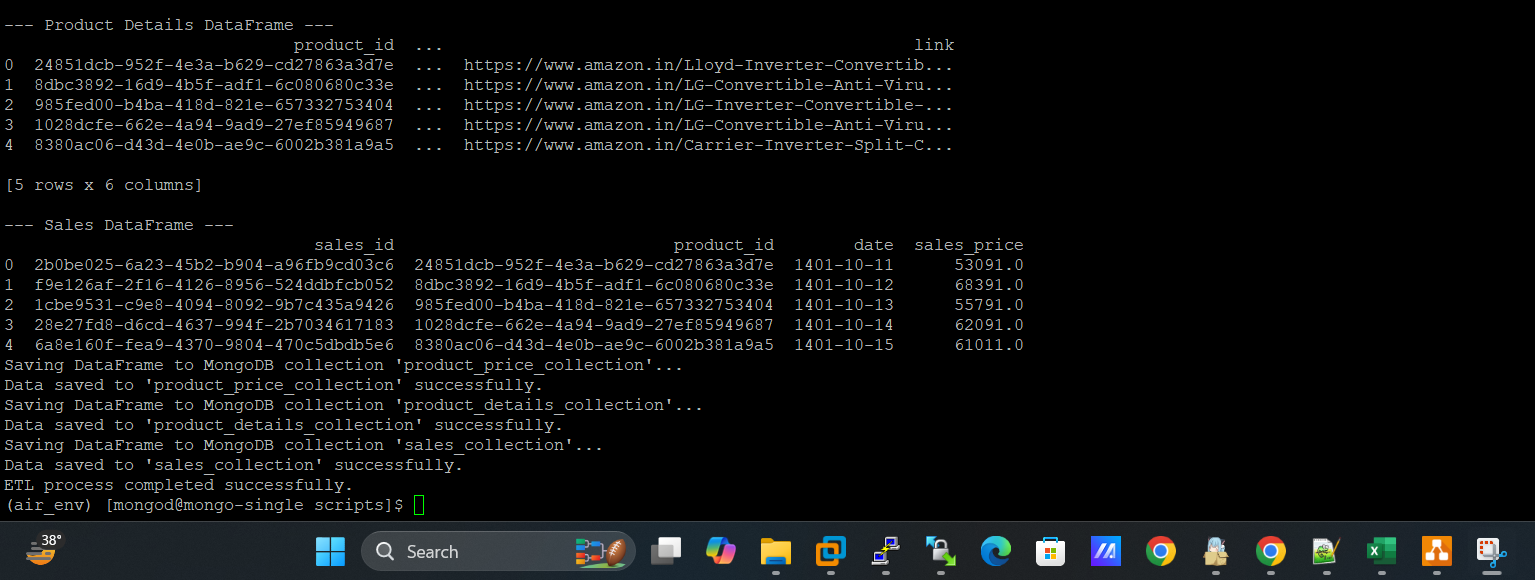 --- Product Details DataFrame ---
product_id ... link
0 24851dcb-952f-4e3a-b629-cd27863a3d7e ... https://www.amazon.in/Lloyd-Inverter-Convertib...
1 8dbc3892-16d9-4b5f-adf1-6c080680c33e ... https://www.amazon.in/LG-Convertible-Anti-Viru...
2 985fed00-b4ba-418d-821e-657332753404 ... https://www.amazon.in/LG-Inverter-Convertible-...
3 1028dcfe-662e-4a94-9ad9-27ef85949687 ... https://www.amazon.in/LG-Convertible-Anti-Viru...
4 8380ac06-d43d-4e0b-ae9c-6002b381a9a5 ... https://www.amazon.in/Carrier-Inverter-Split-C...
[5 rows x 6 columns]
--- Sales DataFrame ---
sales_id product_id date sales_price
0 2b0be025-6a23-45b2-b904-a96fb9cd03c6 24851dcb-952f-4e3a-b629-cd27863a3d7e 1401-10-11 53091.0
1 f9e126af-2f16-4126-8956-524ddbfcb052 8dbc3892-16d9-4b5f-adf1-6c080680c33e 1401-10-12 68391.0
2 1cbe9531-c9e8-4094-8092-9b7c435a9426 985fed00-b4ba-418d-821e-657332753404 1401-10-13 55791.0
3 28e27fd8-d6cd-4637-994f-2b7034617183 1028dcfe-662e-4a94-9ad9-27ef85949687 1401-10-14 62091.0
4 6a8e160f-fea9-4370-9804-470c5dbdb5e6 8380ac06-d43d-4e0b-ae9c-6002b381a9a5 1401-10-15 61011.0
Saving DataFrame to MongoDB collection 'product_price_collection'...
Data saved to 'product_price_collection' successfully.
Saving DataFrame to MongoDB collection 'product_details_collection'...
Data saved to 'product_details_collection' successfully.
Saving DataFrame to MongoDB collection 'sales_collection'...
Data saved to 'sales_collection' successfully.
ETL process completed successfully.
(air_env) [mongod@mongo-single scripts]$
38°
Search